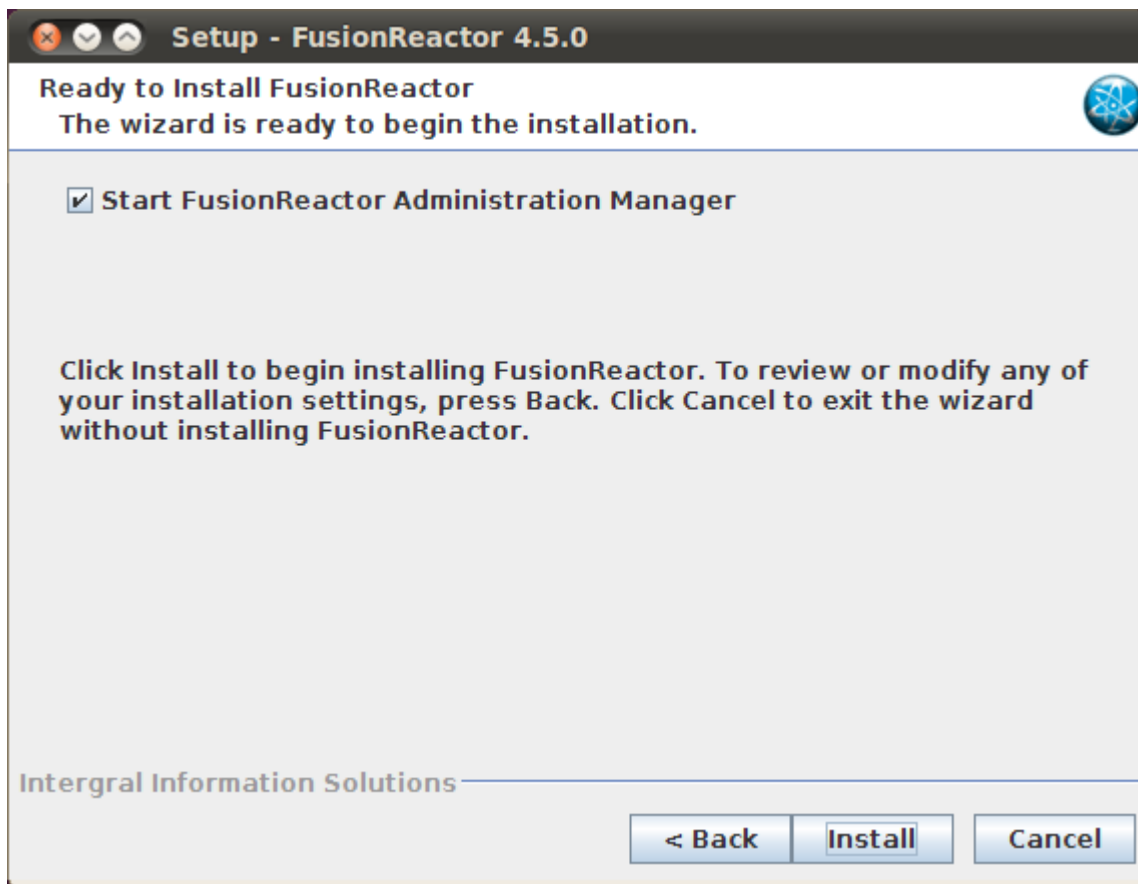 Setup - FusionReactor 4.5.0
Ready to Install FusionReactor
The wizard is ready to begin the installation.
Start FusionReactor Administration Manager
Click Install to begin installing FusionReactor. To review or modify any of
your installation settings, press Back. Click Cancel to exit the wizard
without installing FusionReactor.
Intergral Information Solutions
< Back Install Cancel